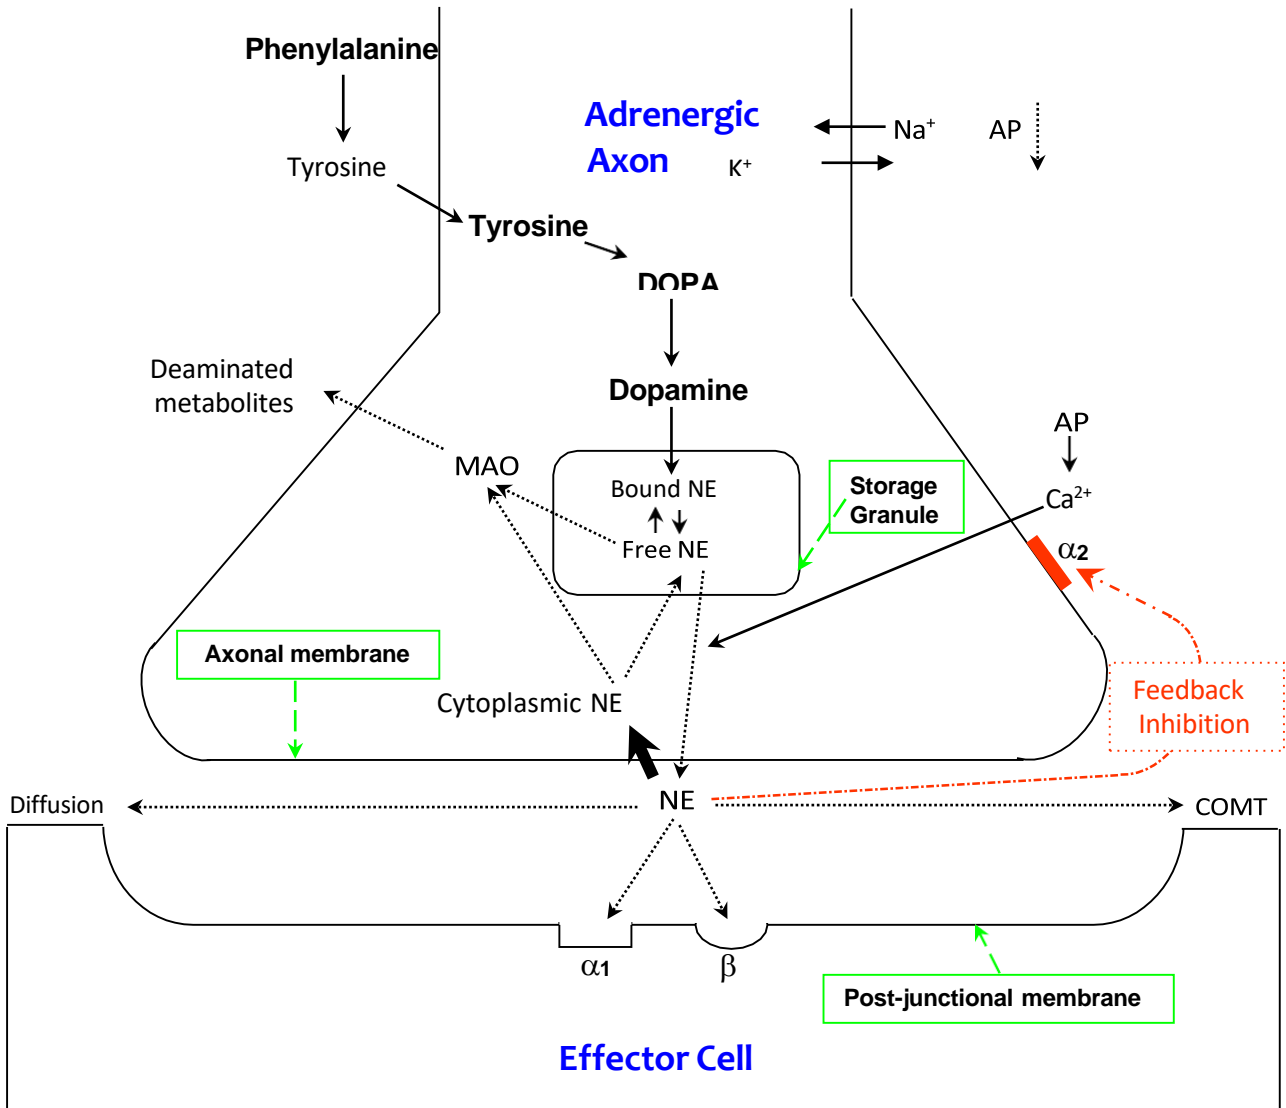 Phenylalanine
Adrenergic
Axon
Na⁺
AP
K⁺
Tyrosine
Tyrosine
DOPA
Deaminated
metabolites
Dopamine
AP
MAO
Bound NE
Storage
Granule
Ca²⁺
Free NE
α2
Axonal membrane
Cytoplasmic NE
Feedback
Inhibition
Diffusion
NE
COMT
α1
β
Post-junctional membrane
Effector Cell